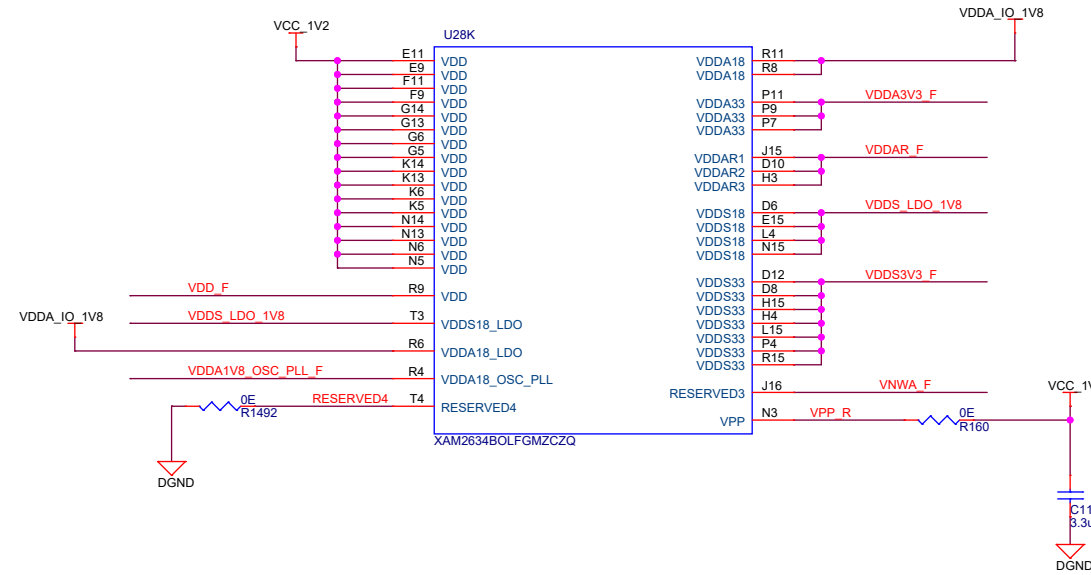 VDDA_IO_1V8
VCC_1V2
U28K
E11 VDD VDDA18 R11
E9 VDD VDDA18 R8
F11 VDD
F9 VDD VDDA33 P11 VDDA3V3_F
G14 VDD VDDA33 P9
G13 VDD VDDA33 P7
G6 VDD
G5 VDD VDDAR1 J15 VDDAR_F
K14 VDD VDDAR2 D10
K13 VDD VDDAR3 H3
K6 VDD
K5 VDD VDDS18 D6 VDDS_LDO_1V8
N14 VDD VDDS18 E15
N13 VDD VDDS18 L4
N6 VDD VDDS18 N15
N5 VDD
VDDS33 D12 VDDS3V3_F
VDD_F R9 VDD VDDS33 D8
VDDS33 H15
VDDA_IO_1V8 VDDS_LDO_1V8 T3 VDDS18_LDO VDDS33 H4
VDDS33 L15
R6 VDDA18_LDO VDDS33 P4
VDDS33 R15
VDDA1V8_OSC_PLL_F R4 VDDA18_OSC_PLL
RESERVED3 J16 VNWA_F VCC_1V
0E RESERVED4 T4 RESERVED4
R1492
VPP N3 VPP_R 0E
R160
XAM2634BOLFGMZCZQ
DGND
C11
3.3u
DGND